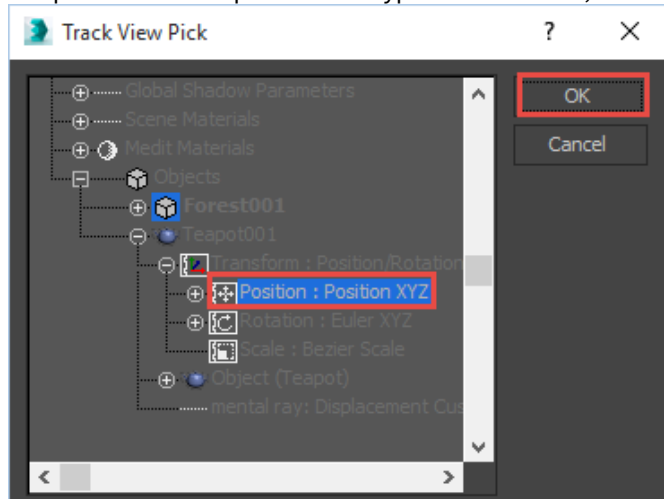 Track View Pick
?
OK
Cancel
Global Shadow Parameters
Scene Materials
Medit Materials
Objects
Forest001
Teapot001
Transform : Position/Rotation
Position : Position XYZ
Rotation : Euler XYZ
Scale : Bezier Scale
Object (Teapot)
mental ray: Displacement Cus